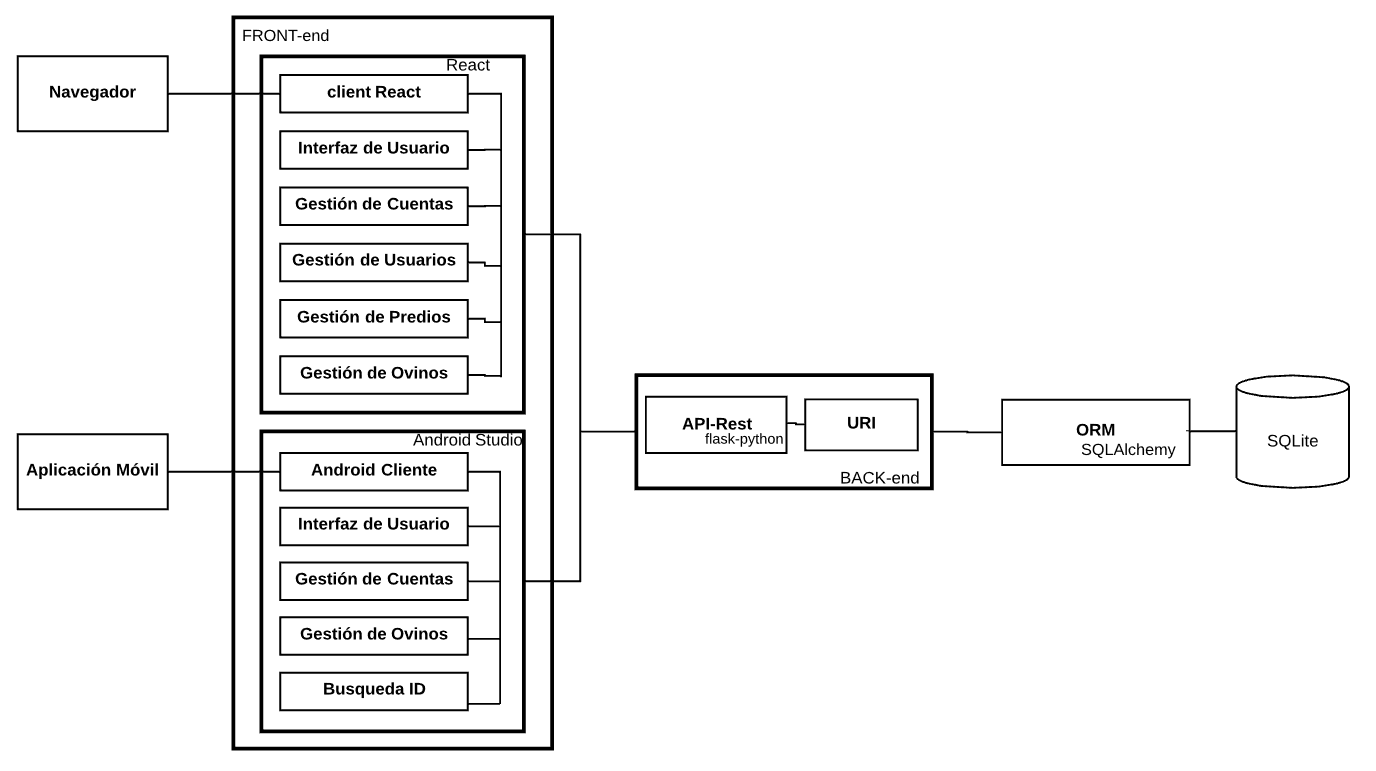 FRONT-end
React
Navegador
client React
Interfaz de Usuario
Gestión de Cuentas
Gestión de Usuarios
Gestión de Predios
Gestión de Ovinos
Android Studio
Aplicación Móvil
Android Cliente
Interfaz de Usuario
Gestión de Cuentas
Gestión de Ovinos
Busqueda ID
API-Rest
flask-python
URI
BACK-end
ORM
SQLAlchemy
SQLite